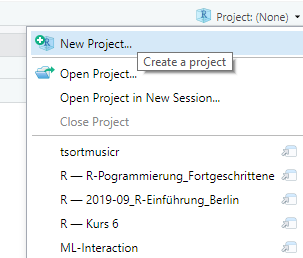 Project: (None)
New Project...
Create a project
Open Project...
Open Project in New Session...
Close Project
tsortmusicr
R — R-Pogrammierung_Fortgeschrittene
R — 2019-09_R-Einführung_Berlin
R — Kurs 6
ML-Interaction